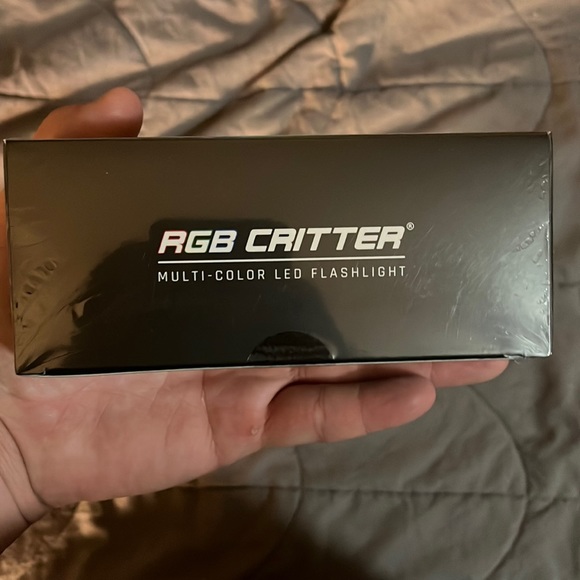 RGB CRITTER®
MULTI-COLOR LED FLASHLIGHT